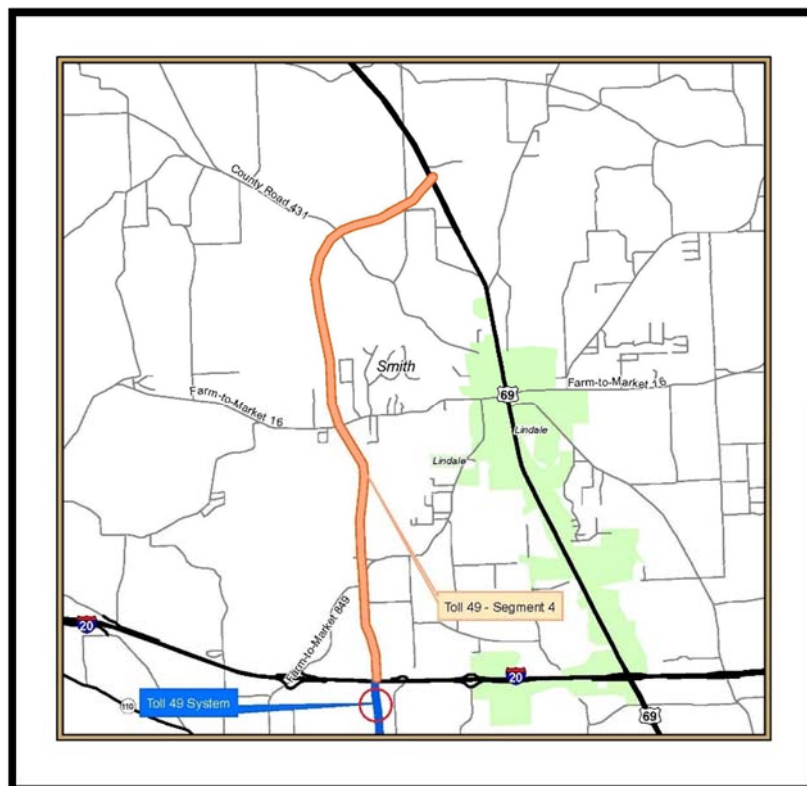 County Road 431
Smith
Farm-to-Market 16
69
Farm-to-Market 16
Lindale
Lindale
Toll 49 - Segment 4
20
Farm-to-Market 849
20
110
Toll 49 System
69